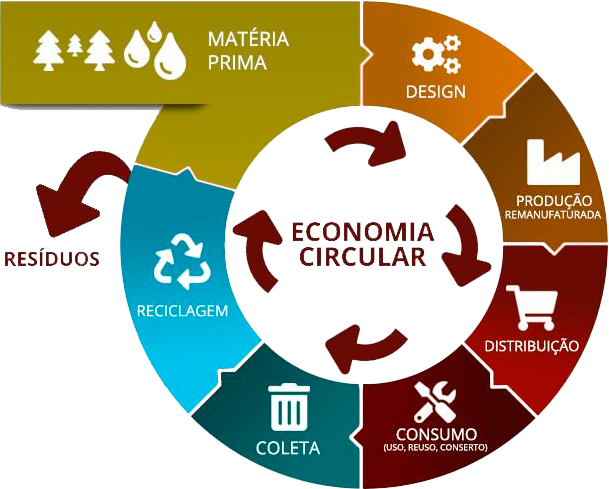 MATÉRIA
PRIMA
DESIGN
PRODUÇÃO
REMANUFATURADA
DISTRIBUIÇÃO
CONSUMO
(USO, REUSO, CONSERTO)
COLETA
RECICLAGEM
RESÍDUOS
ECONOMIA
CIRCULAR